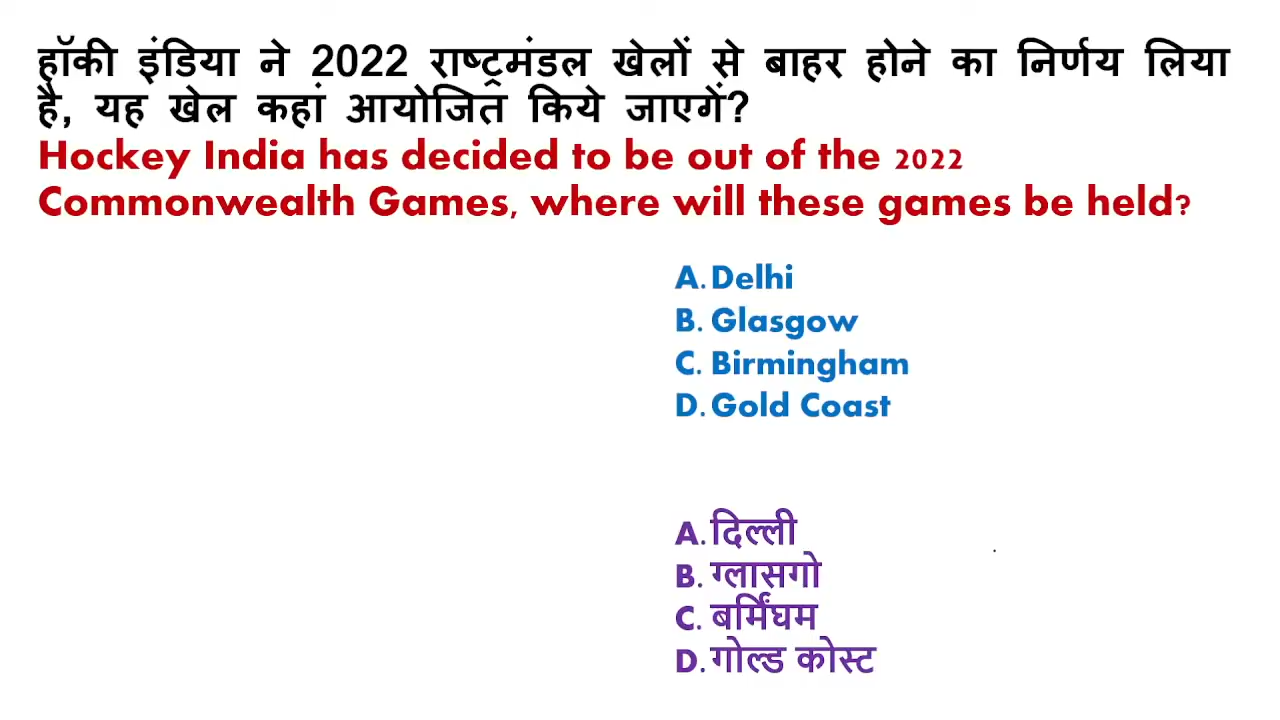 हॉकी इंडिया ने 2022 राष्ट्रमंडल खेलों से बाहर होने का निर्णय लिया
है, यह खेल कहां आयोजित किये जाएगें?
Hockey India has decided to be out of the 2022
Commonwealth Games, where will these games be held?
A. Delhi
B. Glasgow
C. Birmingham
D. Gold Coast
A. दिल्ली
B. ग्लासगो
C. बर्मिंघम
D. गोल्ड कोस्ट